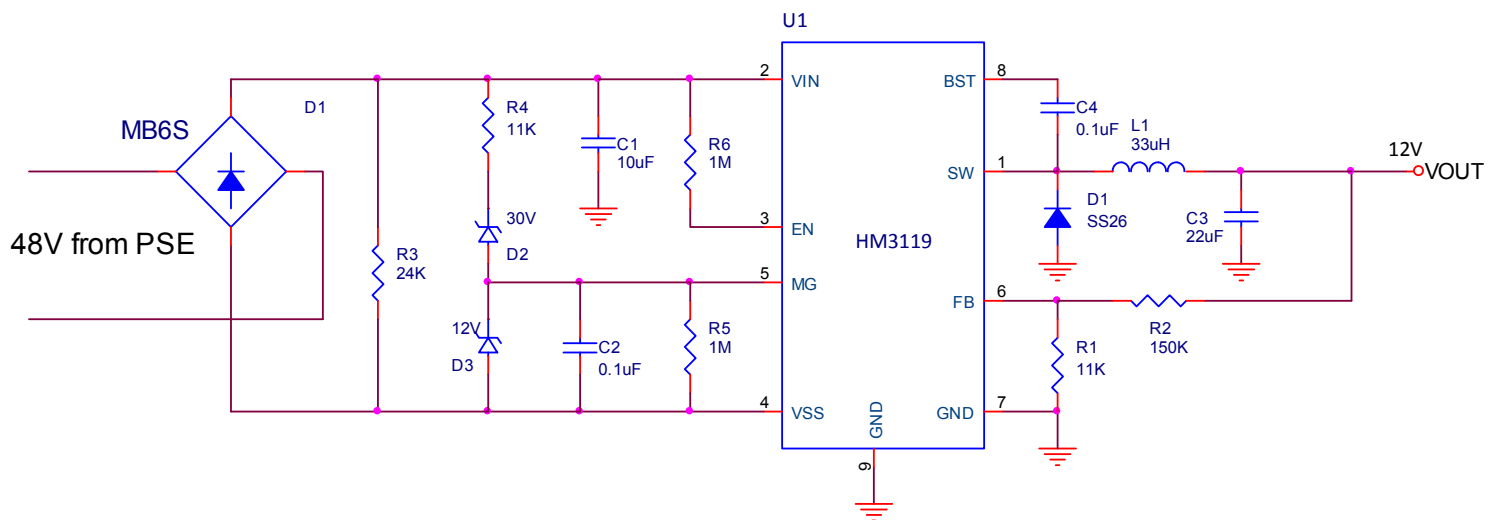 U1
2
VIN
BST
8
D1
R4
11K
C4
0.1uF
L1
33uH
MB6S
C1
10uF
R6
1M
12V
VOUT
SW
1
30V
D2
3
EN
HM3119
D1
SS26
C3
22uF
48V from PSE
R3
24K
5
MG
FB
6
12V
D3
C2
0.1uF
R5
1M
R2
150K
R1
11K
4
VSS
GND
GND
7
9